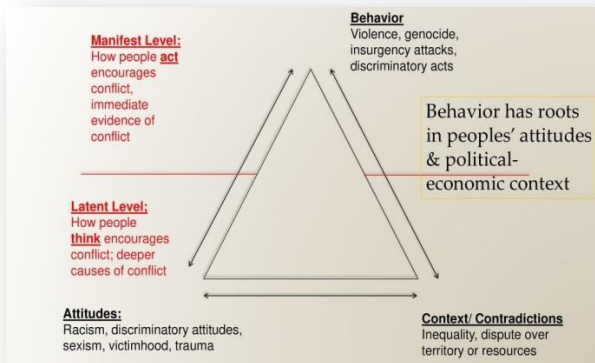 Manifest Level:
How people act
encourages
conflict,
immediate
evidence of
conflict
Behavior
Violence, genocide,
insurgency attacks,
discriminatory acts
Behavior has roots
in peoples' attitudes
& political-
economic context
Latent Level;
How people
think encourages
conflict; deeper
causes of conflict
Attitudes:
Racism, discriminatory attitudes,
sexism, victimhood, trauma
Context/ Contradictions
Inequality, dispute over
territory or resources